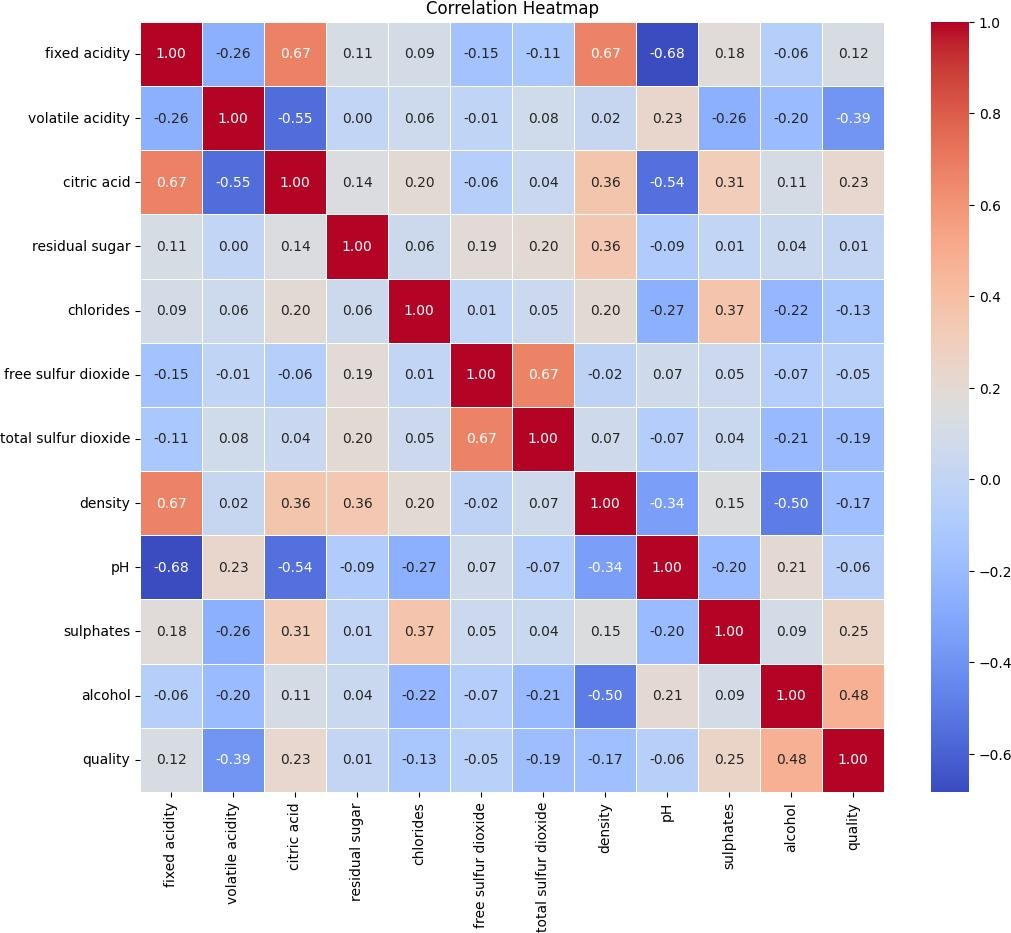 Correlation Heatmap
fixed acidity 1.00 -0.26 0.67 0.11 0.09 -0.15 -0.11 0.67 -0.68 0.18 -0.06 0.12
volatile acidity -0.26 1.00 -0.55 0.00 0.06 -0.01 0.08 0.02 0.23 -0.26 -0.20 -0.39
citric acid 0.67 -0.55 1.00 0.14 0.20 -0.06 0.04 0.36 -0.54 0.31 0.11 0.23
residual sugar 0.11 0.00 0.14 1.00 0.06 0.19 0.20 0.36 -0.09 0.01 0.04 0.01
chlorides 0.09 0.06 0.20 0.06 1.00 0.01 0.05 0.20 -0.27 0.37 -0.22 -0.13
free sulfur dioxide -0.15 -0.01 -0.06 0.19 0.01 1.00 0.67 -0.02 0.07 0.05 -0.07 -0.05
total sulfur dioxide -0.11 0.08 0.04 0.20 0.05 0.67 1.00 0.07 -0.07 0.04 -0.21 -0.19
density 0.67 0.02 0.36 0.36 0.20 -0.02 0.07 1.00 -0.34 0.15 -0.50 -0.17
pH -0.68 0.23 -0.54 -0.09 -0.27 0.07 -0.07 -0.34 1.00 -0.20 0.21 -0.06
sulphates 0.18 -0.26 0.31 0.01 0.37 0.05 0.04 0.15 -0.20 1.00 0.09 0.25
alcohol -0.06 -0.20 0.11 0.04 -0.22 -0.07 -0.21 -0.50 0.21 0.09 1.00 0.48
quality 0.12 -0.39 0.23 0.01 -0.13 -0.05 -0.19 -0.17 -0.06 0.25 0.48 1.00
fixed acidity
volatile acidity
citric acid
residual sugar
chlorides
free sulfur dioxide
total sulfur dioxide
density
pH
sulphates
alcohol
quality
1.0
0.8
0.6
0.4
0.2
0.0
−0.2
−0.4
−0.6